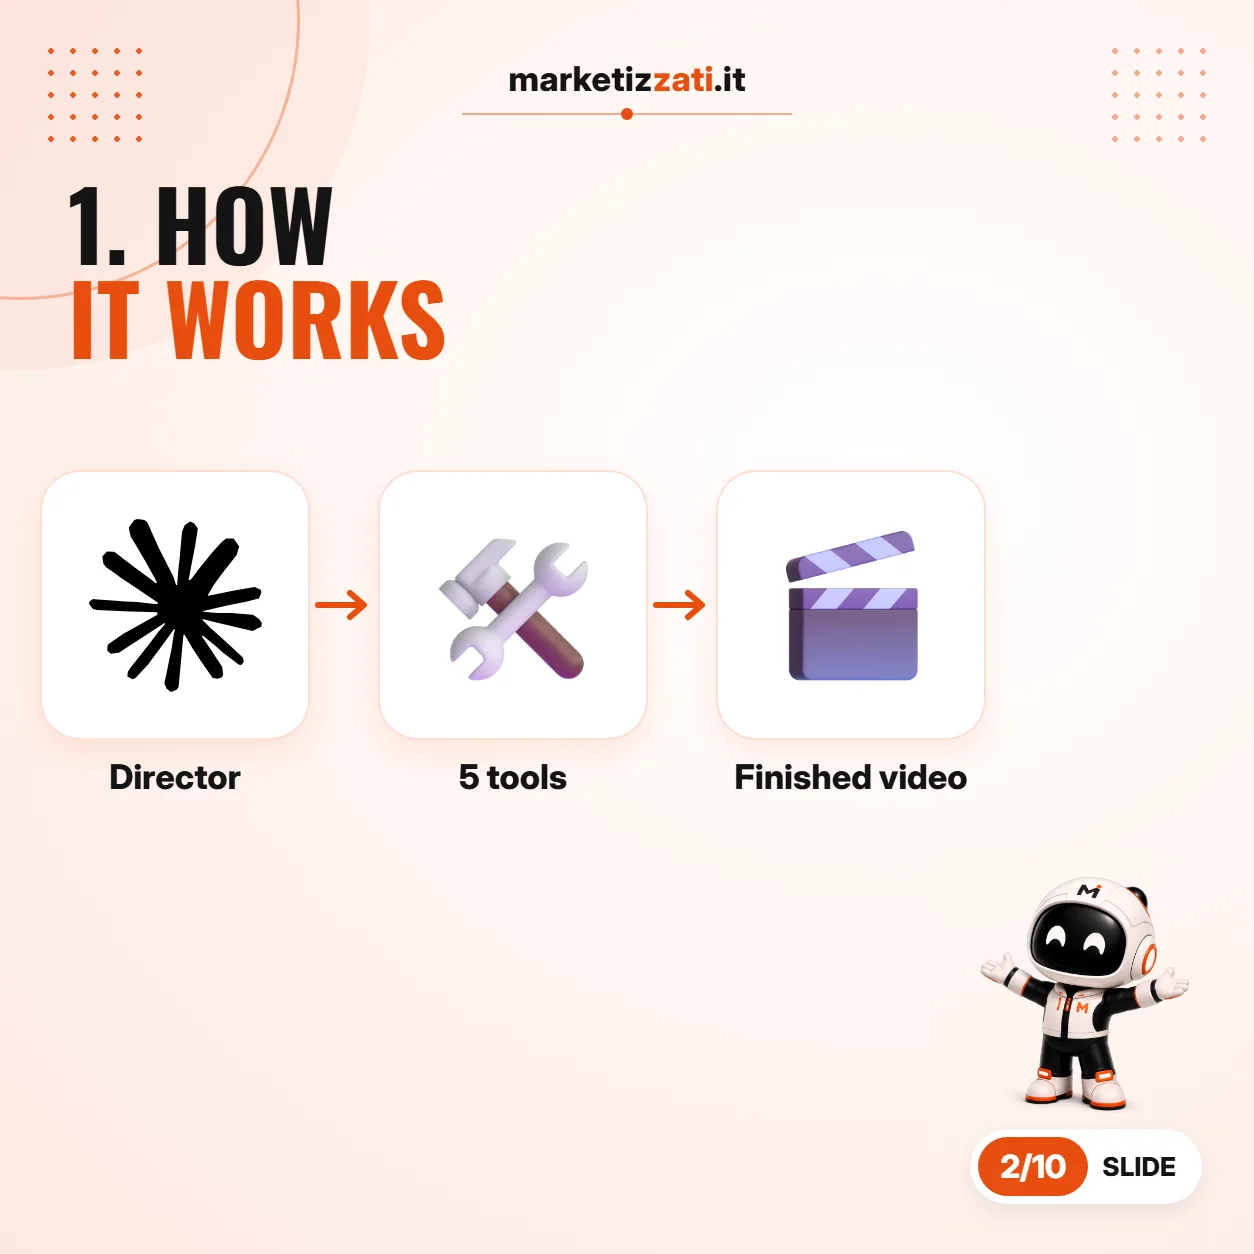 marketizzati.it
1. HOW
IT WORKS
Director
5 tools
Finished video
M
M
2/10 SLIDE